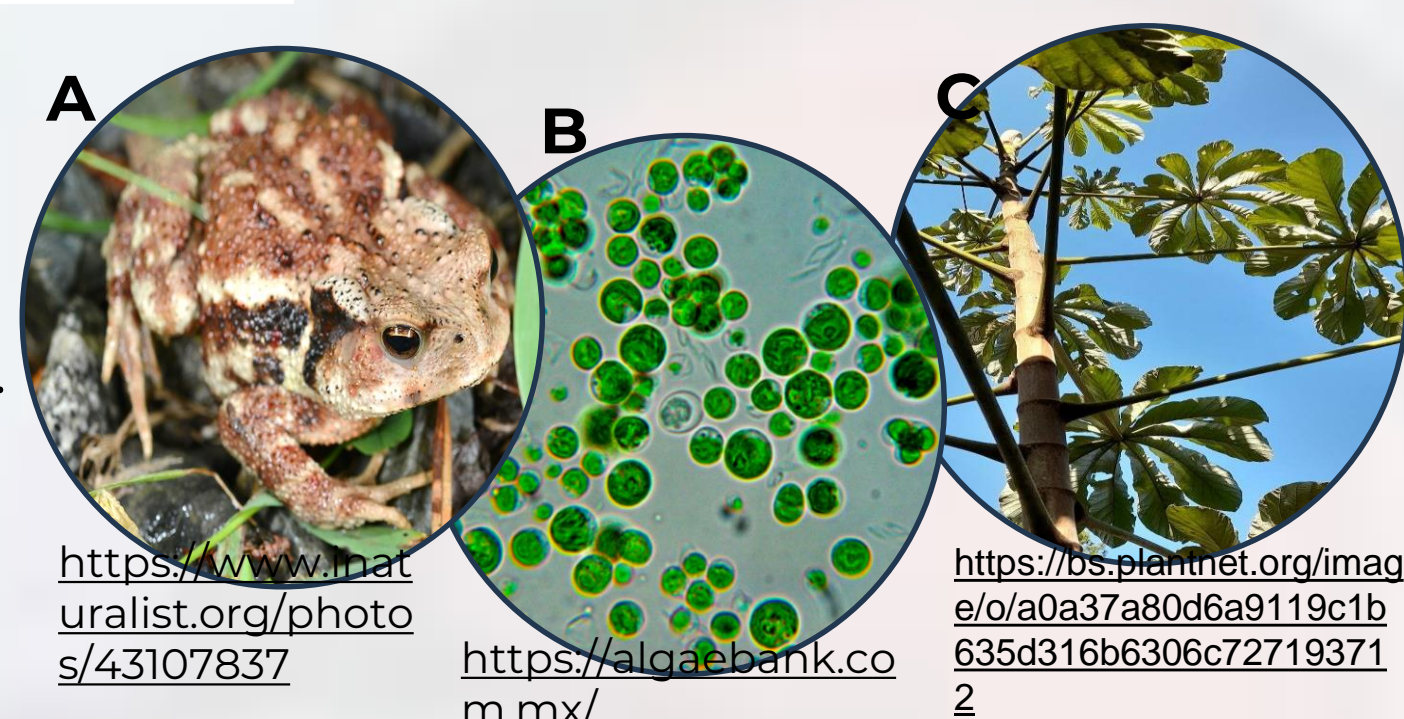 A
B
C
https://www.inat
uralist.org/photo
s/43107837
https://algaebank.co
m.mx/
https://bs.plantnet.org/imag
e/o/a0a37a80d6a9119c1b
635d316b6306c72719371
2